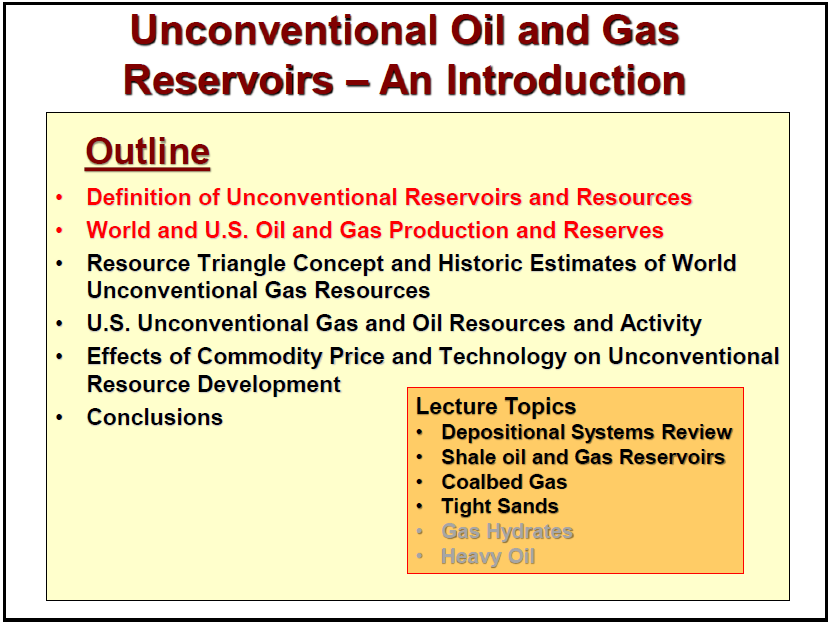 Unconventional Oil and Gas
Reservoirs – An Introduction
Outline
• Definition of Unconventional Reservoirs and Resources
• World and U.S. Oil and Gas Production and Reserves
• Resource Triangle Concept and Historic Estimates of World
Unconventional Gas Resources
• U.S. Unconventional Gas and Oil Resources and Activity
• Effects of Commodity Price and Technology on Unconventional
Resource Development
• Conclusions
Lecture Topics
• Depositional Systems Review
• Shale oil and Gas Reservoirs
• Coalbed Gas
• Tight Sands
• Gas Hydrates
• Heavy Oil